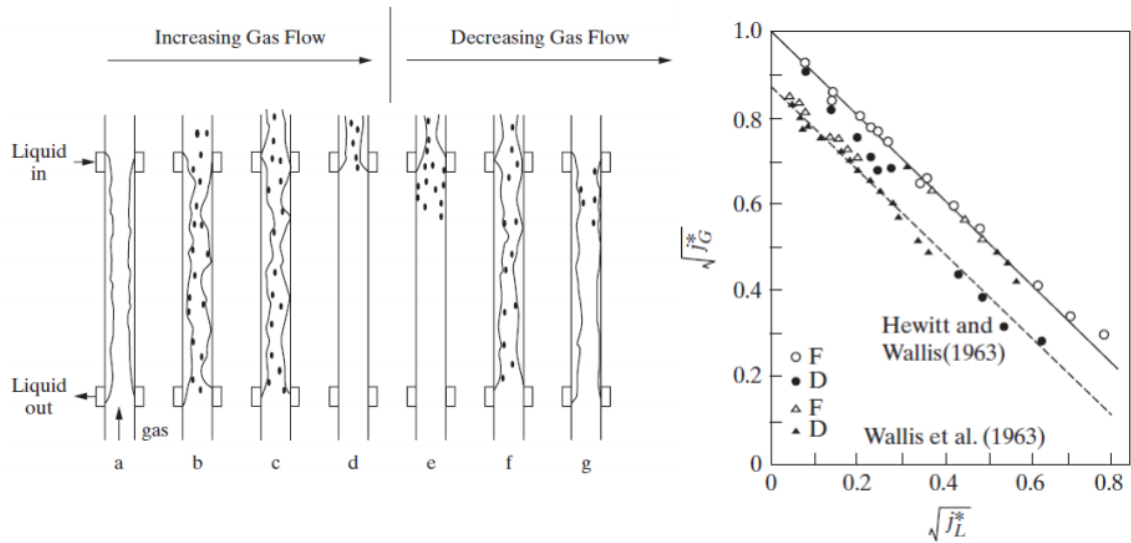 Increasing Gas Flow
Decreasing Gas Flow
Liquid
in
Liquid
out
gas
a
b
c
d
e
f
g
1.0
0.8
0.6
0.4
0.2
0
√j*G
Hewitt and
Wallis(1963)
F
D
F
D
Wallis et al. (1963)
0
0.2
0.4
0.6
0.8
√j*L